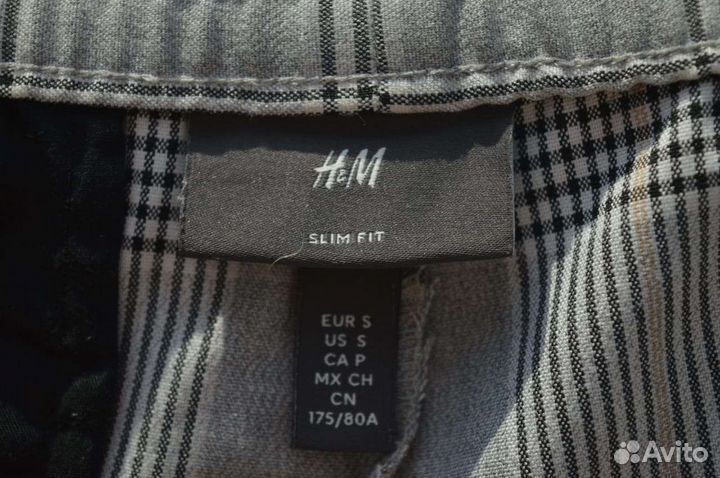 H&M
SLIM FIT
EUR S
US S
CA P
MX CH
CN
175/80A
Avito